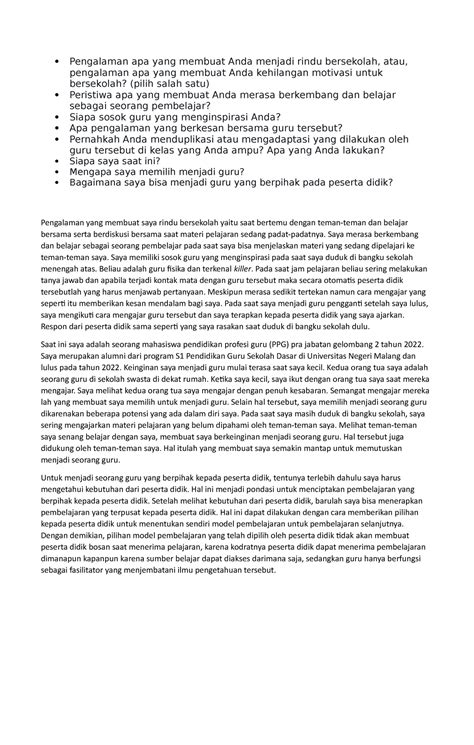 • Pengalaman apa yang membuat Anda menjadi rindu bersekolah, atau,
pengalaman apa yang membuat Anda kehilangan motivasi untuk
bersekolah? (pilih salah satu)
• Peristiwa apa yang membuat Anda merasa berkembang dan belajar
sebagai seorang pembelajar?
• Siapa sosok guru yang menginspirasi Anda?
• Apa pengalaman yang berkesan bersama guru tersebut?
• Pernahkah Anda menduplikasi atau mengadaptasi yang dilakukan oleh
guru tersebut di kelas yang Anda ampu? Apa yang Anda lakukan?
• Siapa saya saat ini?
• Mengapa saya memilih menjadi guru?
• Bagaimana saya bisa menjadi guru yang berpihak pada peserta didik?
Pengalaman yang membuat saya rindu bersekolah yaitu saat bertemu dengan teman-teman dan belajar
bersama serta berdiskusi bersama saat materi pelajaran sedang padat-padatnya. Saya merasa berkembang
dan belajar sebagai seorang pembelajar pada saat saya bisa menjelaskan materi yang sedang dipelajari ke
teman-teman saya. Saya memiliki sosok guru yang menginspirasi pada saat saya duduk di bangku sekolah
menengah atas. Beliau adalah guru fisika dan terkenal killer. Pada saat jam pelajaran beliau sering melakukan
tanya jawab dan apabila terjadi kontak mata dengan guru tersebut maka secara otomatis peserta didik
tersebutlah yang harus menjawab pertanyaan. Meskipun merasa sedikit tertekan namun cara mengajar yang
seperti itu memberikan kesan mendalam bagi saya. Pada saat saya menjadi guru pengganti setelah saya lulus,
saya mengikuti cara mengajar guru tersebut dan saya terapkan kepada peserta didik yang saya ajarkan.
Respon dari peserta didik sama seperti yang saya rasakan saat duduk di bangku sekolah dulu.
Saat ini saya adalah seorang mahasiswa pendidikan profesi guru (PPG) pra jabatan gelombang 2 tahun 2022.
Saya merupakan alumni dari program S1 Pendidikan Guru Sekolah Dasar di Universitas Negeri Malang dan
lulus pada tahun 2022. Keinginan saya menjadi guru mulai terasa saat saya kecil. Kedua orang tua saya adalah
seorang guru di sekolah swasta di dekat rumah. Ketika saya kecil, saya ikut dengan orang tua saya saat mereka
mengajar. Saya melihat kedua orang tua saya mengajar dengan penuh kesabaran. Semangat mengajar mereka
lah yang membuat saya memilih untuk menjadi guru. Selain hal tersebut, saya memilih menjadi seorang guru
dikarenakan beberapa potensi yang ada dalam diri saya. Pada saat saya masih duduk di bangku sekolah, saya
sering mengajarkan materi pelajaran yang belum dipahami oleh teman-teman saya. Melihat teman-teman
saya senang belajar dengan saya, membuat saya berkeinginan menjadi seorang guru. Hal tersebut juga
didukung oleh teman-teman saya. Hal itulah yang membuat saya semakin mantap untuk memutuskan
menjadi seorang guru.
Untuk menjadi seorang guru yang berpihak kepada peserta didik, tentunya terlebih dahulu saya harus
mengetahui kebutuhan dari peserta didik. Hal ini menjadi pondasi untuk menciptakan pembelajaran yang
berpihak kepada peserta didik. Setelah melihat kebutuhan dari peserta didik, barulah saya bisa menerapkan
pembelajaran yang terpusat kepada peserta didik. Hal ini dapat dilakukan dengan cara memberikan pilihan
kepada peserta didik untuk menentukan sendiri model pembelajaran untuk pembelajaran selanjutnya.
Dengan demikian, pilihan model pembelajaran yang telah dipilih oleh peserta didik tidak akan membuat
peserta didik bosan saat menerima pelajaran, karena kodratnya peserta didik dapat menerima pembelajaran
dimanapun kapanpun karena sumber belajar dapat diakses darimana saja, sedangkan guru hanya berfungsi
sebagai fasilitator yang menjembatani ilmu pengetahuan tersebut.